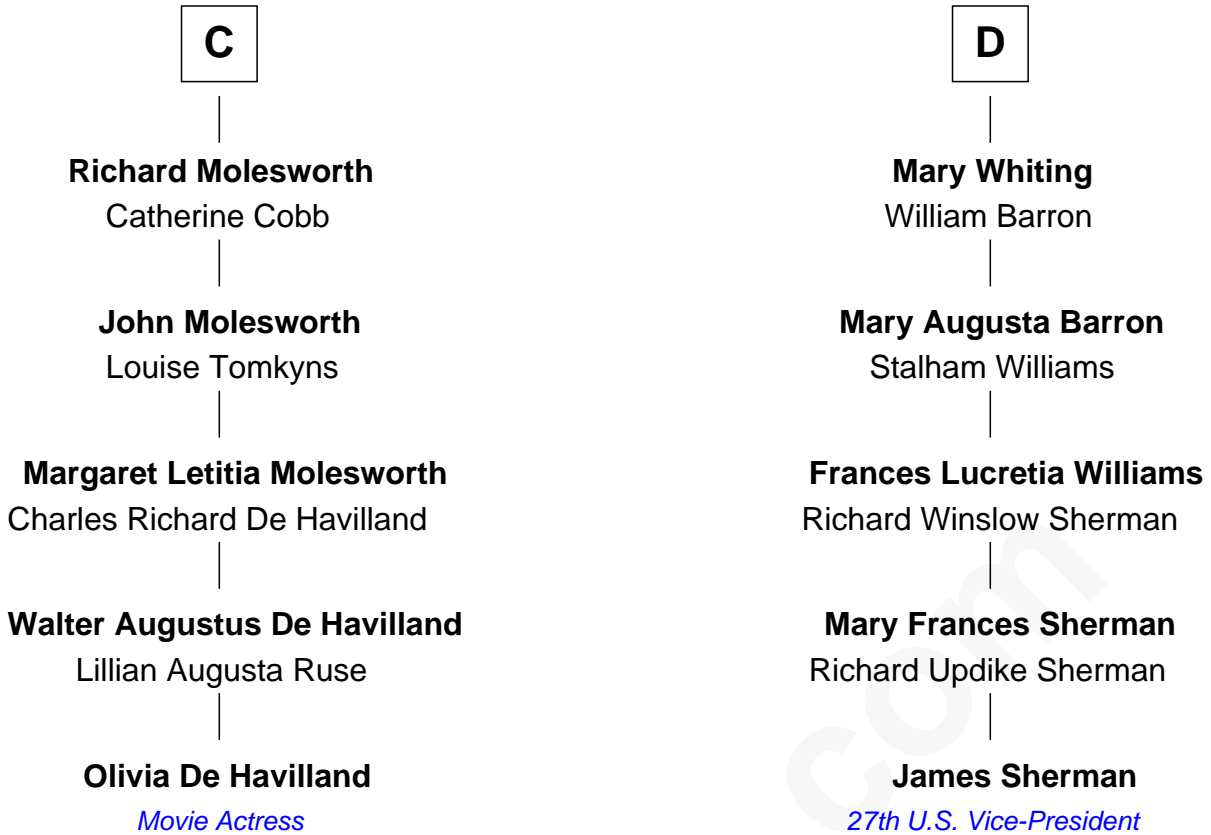 C
Richard Molesworth
Catherine Cobb
John Molesworth
Louise Tomkyns
Margaret Letitia Molesworth
Charles Richard De Havilland
Walter Augustus De Havilland
Lillian Augusta Ruse
Olivia De Havilland
Movie Actress
D
Mary Whiting
William Barron
Mary Augusta Barron
Stalham Williams
Frances Lucretia Williams
Richard Winslow Sherman
Mary Frances Sherman
Richard Updike Sherman
James Sherman
27th U.S. Vice-President
com